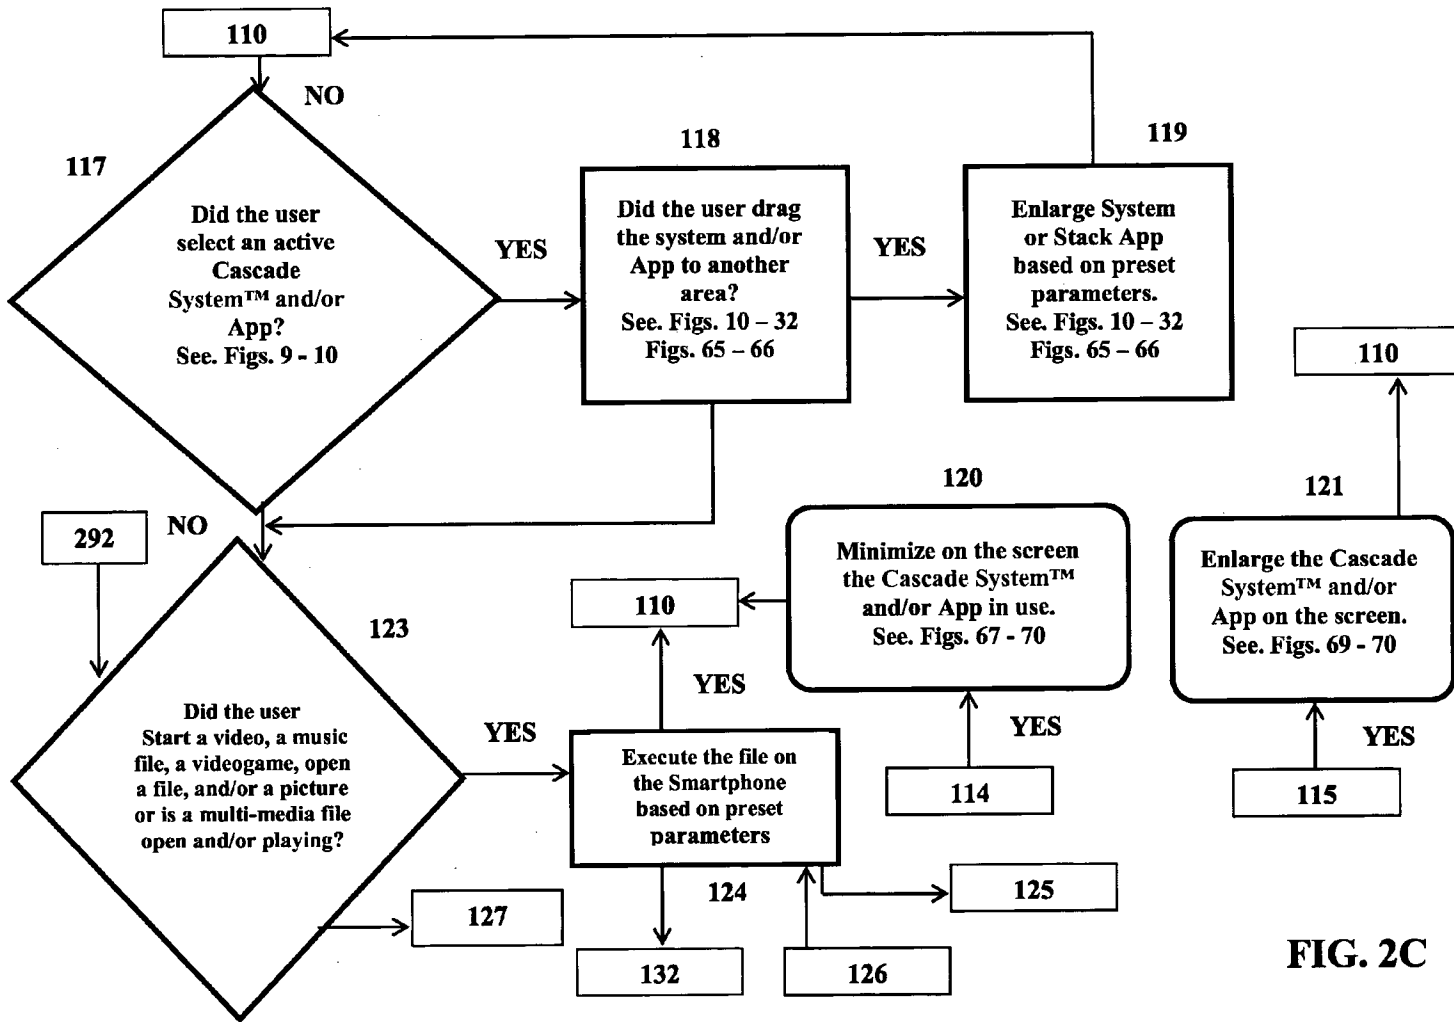 110
NO
117
118
119
Did the user
select an active
Cascade
System™ and/or
App?
See. Figs. 9 - 10
YES
Did the user drag
the system and/or
App to another
area?
See. Figs. 10 – 32
Figs. 65 – 66
YES
Enlarge System
or Stack App
based on preset
parameters.
See. Figs. 10 – 32
Figs. 65 – 66
110
120
121
292
NO
Minimize on the screen
the Cascade System™
and/or App in use.
See. Figs. 67 - 70
Enlarge the Cascade
System™ and/or
App on the screen.
See. Figs. 69 - 70
110
123
YES
Did the user
Start a video, a music
file, a videogame, open
a file, and/or a picture
or is a multi-media file
open and/or playing?
YES
Execute the file on
the Smartphone
based on preset
parameters
YES
YES
114
115
124
125
127
132
126
FIG. 2C